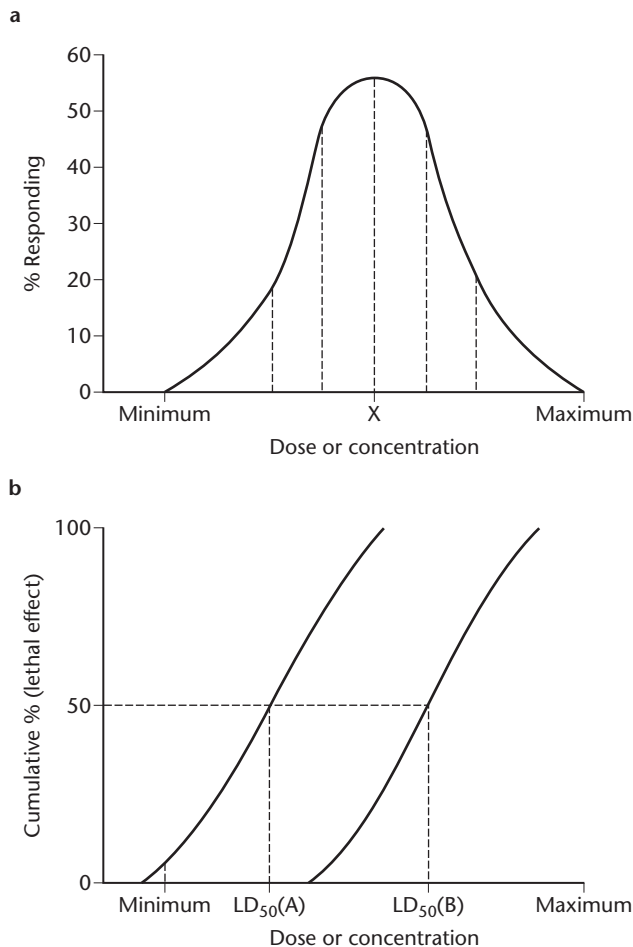 a
60
50
40
30
20
10
0
% Responding
Minimum X Maximum
Dose or concentration
b
100
50
0
Cumulative % (lethal effect)
Minimum LD50(A) LD50(B) Maximum
Dose or concentration